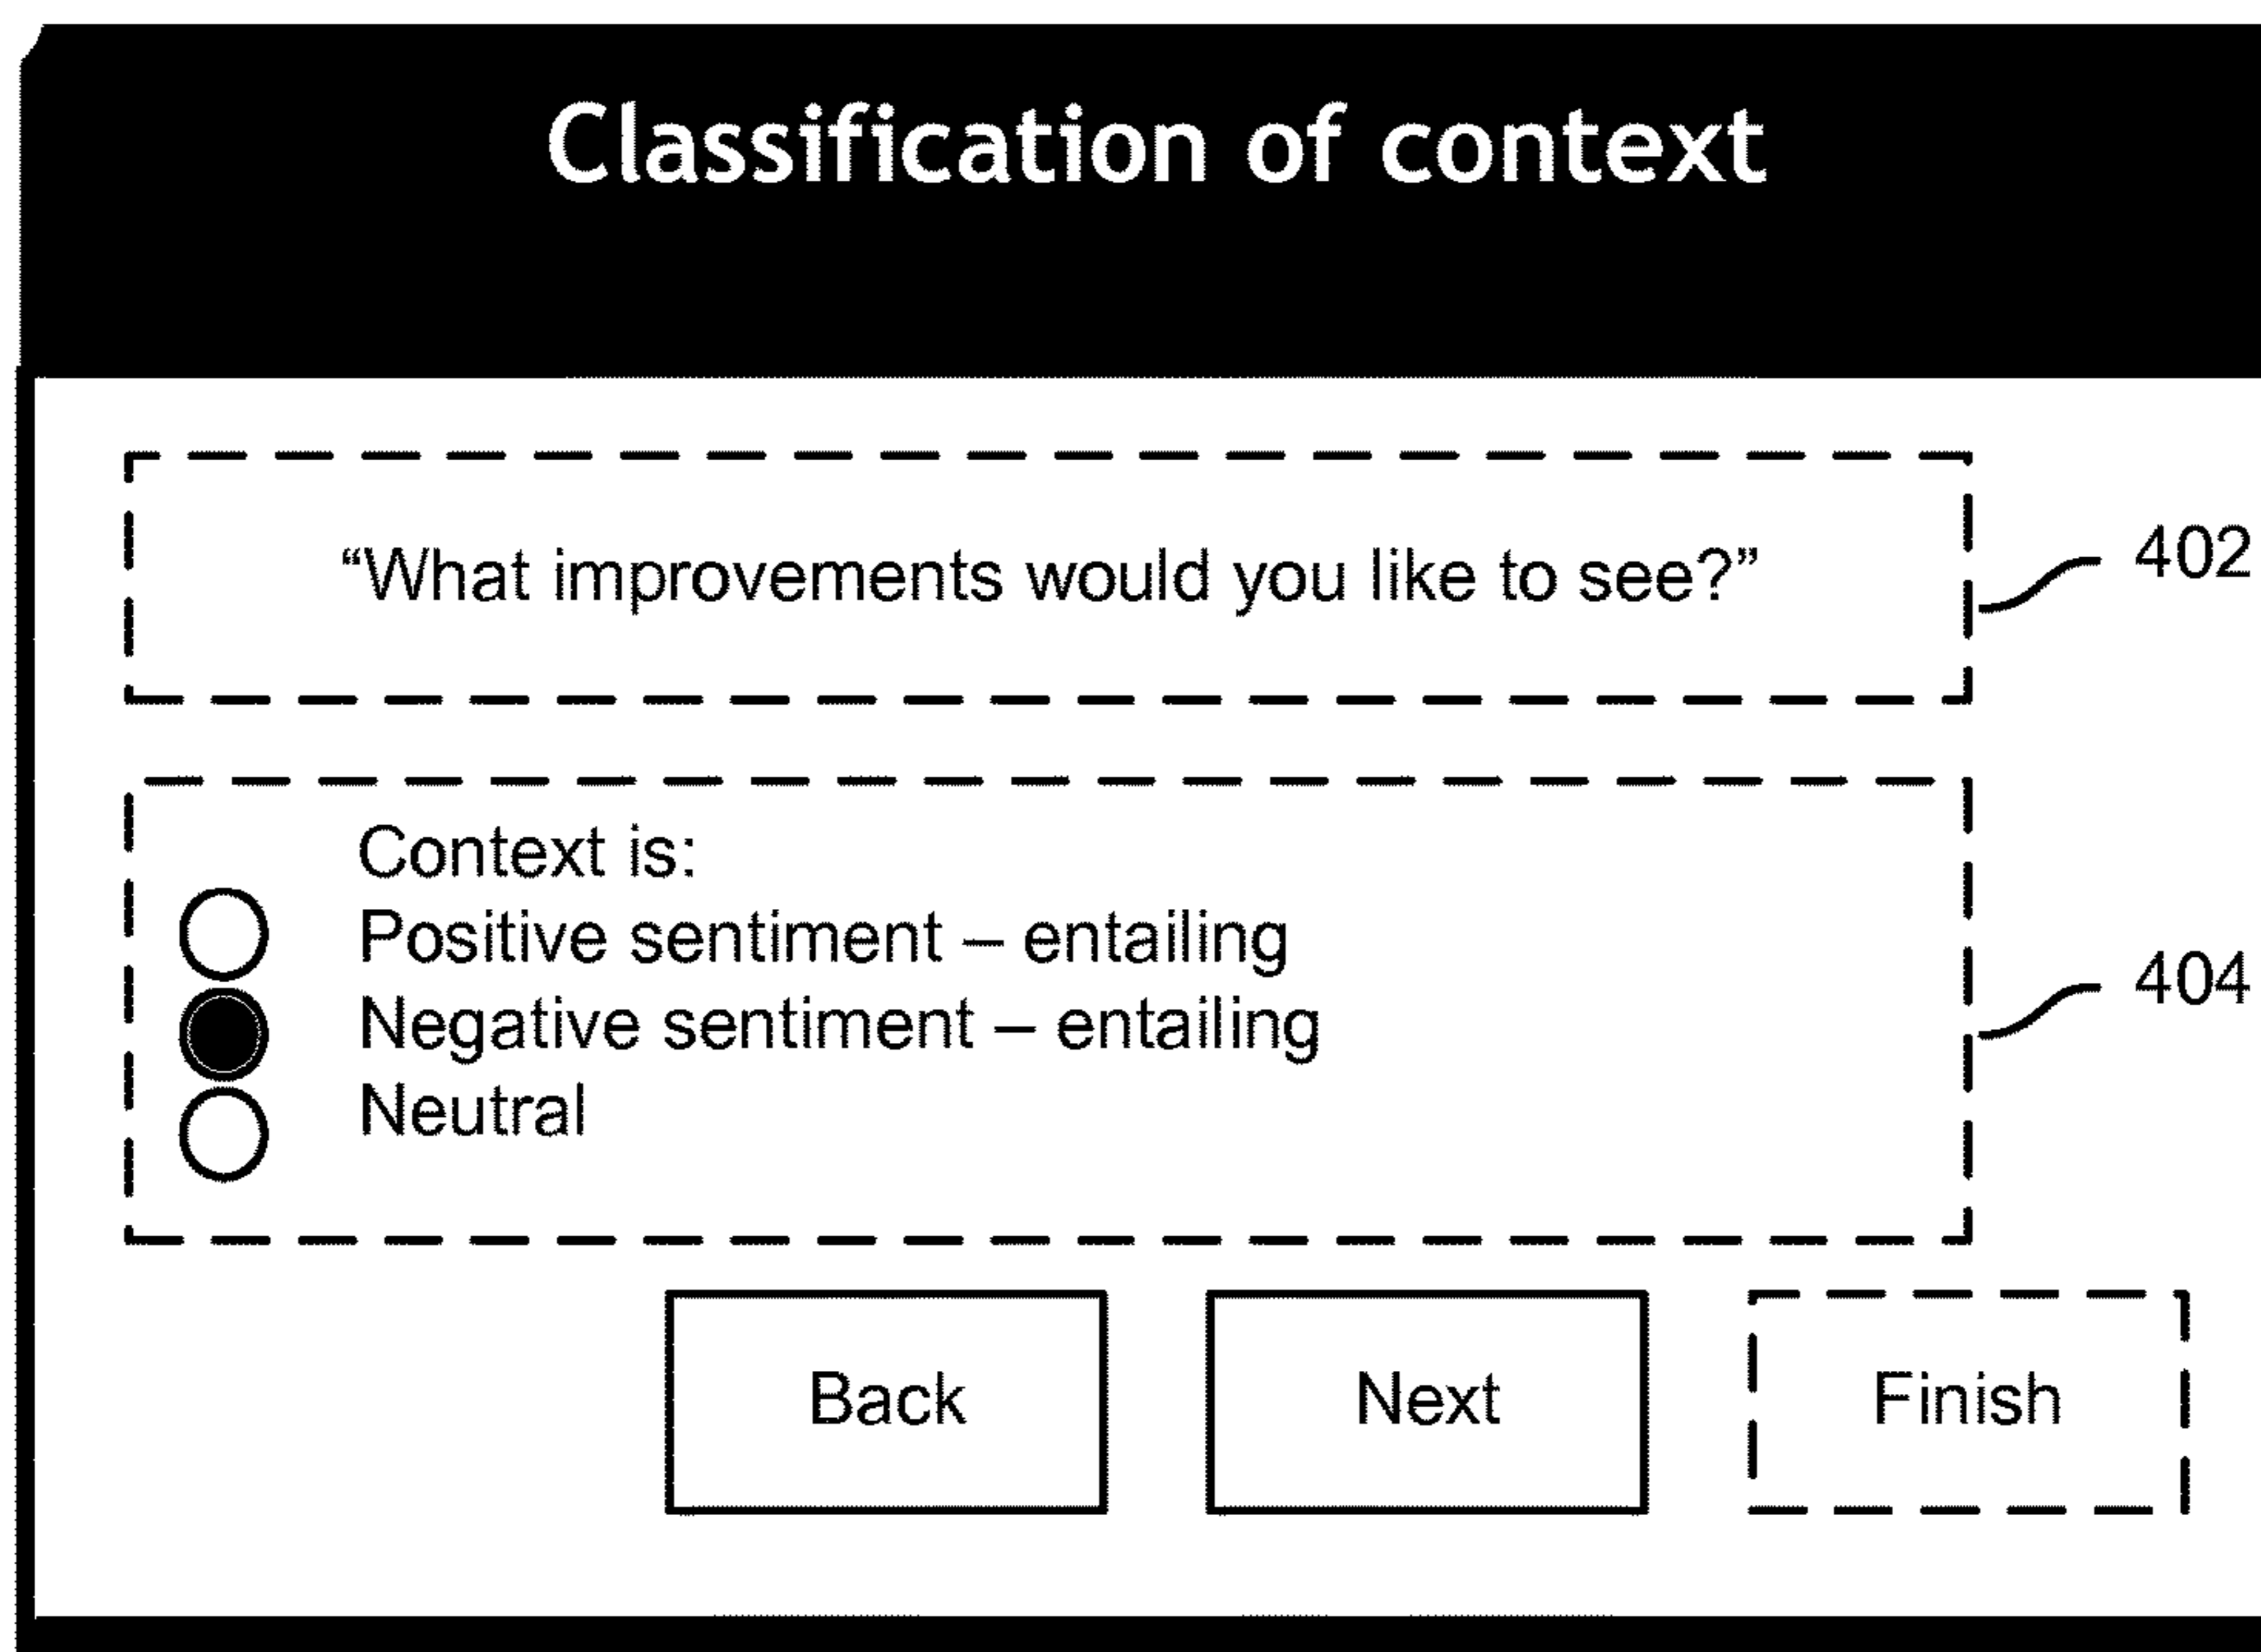 Classification of context
“What improvements would you like to see?”
402
Context is:
Positive sentiment – entailing
Negative sentiment – entailing
Neutral
404
Back
Next
Finish